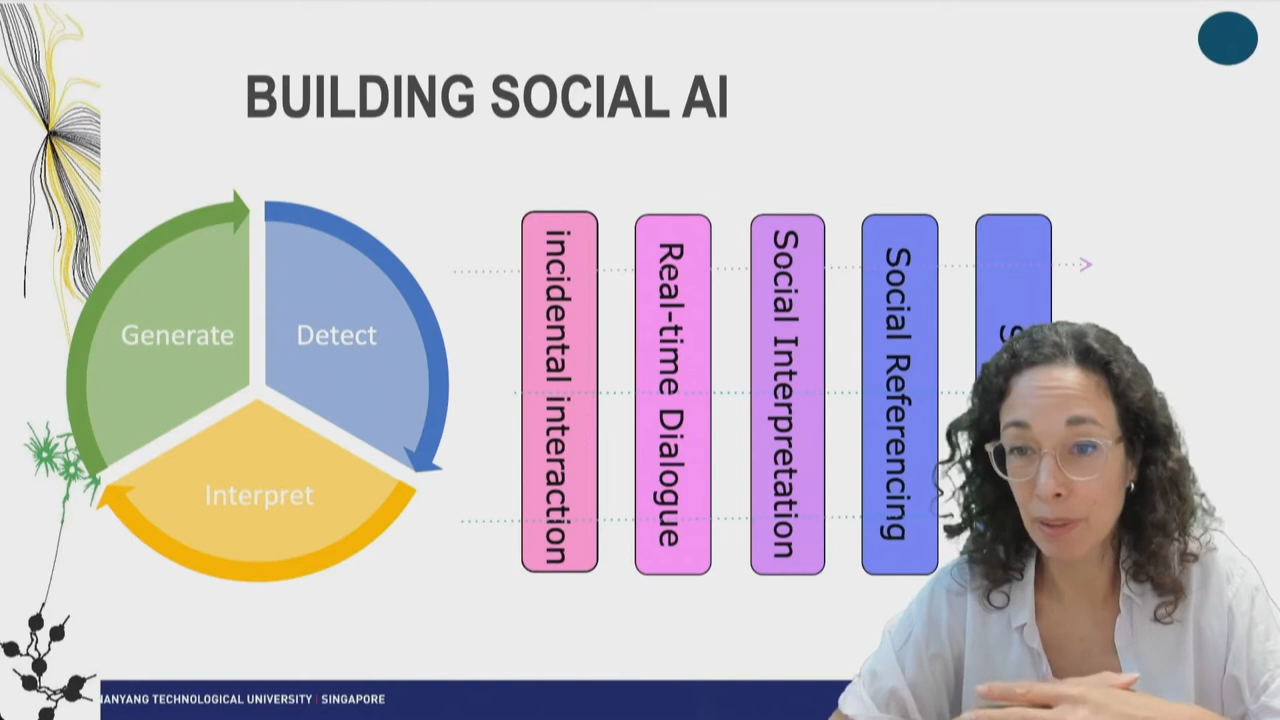 BUILDING SOCIAL AI
Generate
Detect
Interpret
incidental interaction
Real-time Dialogue
Social Interpretation
Social Referencing
S
NANYANG TECHNOLOGICAL UNIVERSITY | SINGAPORE